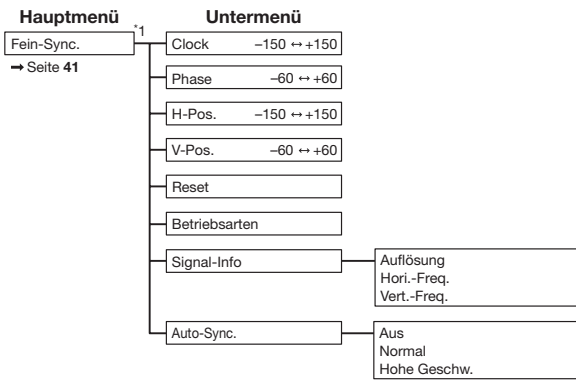 Hauptmenü Untermenü
Fein-Sync. *1
➞ Seite 41
Clock –150 ↔ +150
Phase –60 ↔ +60
H-Pos. –150 ↔ +150
V-Pos. –60 ↔ +60
Reset
Betriebsarten
Signal-Info
Auflösung
Hori.-Freq.
Vert.-Freq.
Auto-Sync.
Aus
Normal
Hohe Geschw.